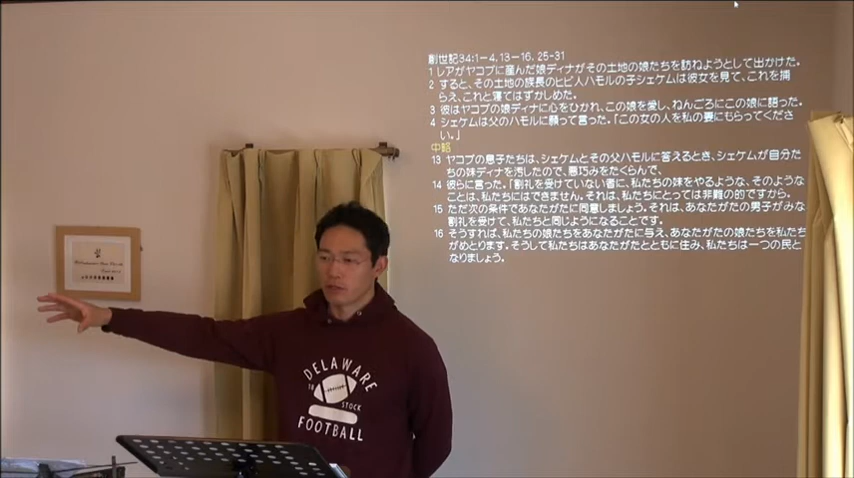 創世記34:1-4,13-16,25-31
1 レアがヤコブに産んだ娘ディナがその土地の娘たちを訪ねようとして出かけた。
2 すると、その土地の族長のヒビ人ハモルの子シェケムは彼女を見て、これを捕
らえ、これと寝てはずかしめた。
3 彼はヤコブの娘ディナに心をひかれ、この娘を愛し、ねんごろにこの娘に語った。
4 シェケムは父のハモルに願って言った。「この女の人を私の妻にもらってくださ
い。」
中略
13 ヤコブの息子たちは、シェケムとその父ハモルに答えるとき、シェケムが自分た
ちの妹ディナを汚したので、悪巧みをたくらんで、
14 彼らに言った。「割礼を受けていない者に、私たちの妹をやるような、そのような
ことは、私たちにはできません。それは、私たちにとっては非難の的ですから。
15 ただ次の条件であなたがたに同意しましょう。それは、あなたがたの男子がみな
割礼を受けて、私たちと同じようになることです。
16 そうすれば、私たちの娘たちをあなたがたに与え、あなたがたの娘たちを私たち
がめとります。そうして私たちはあなたがたとともに住み、私たちは一つの民と
なりましょう。
DELAWARE
18
STOCK
FOOTBALL